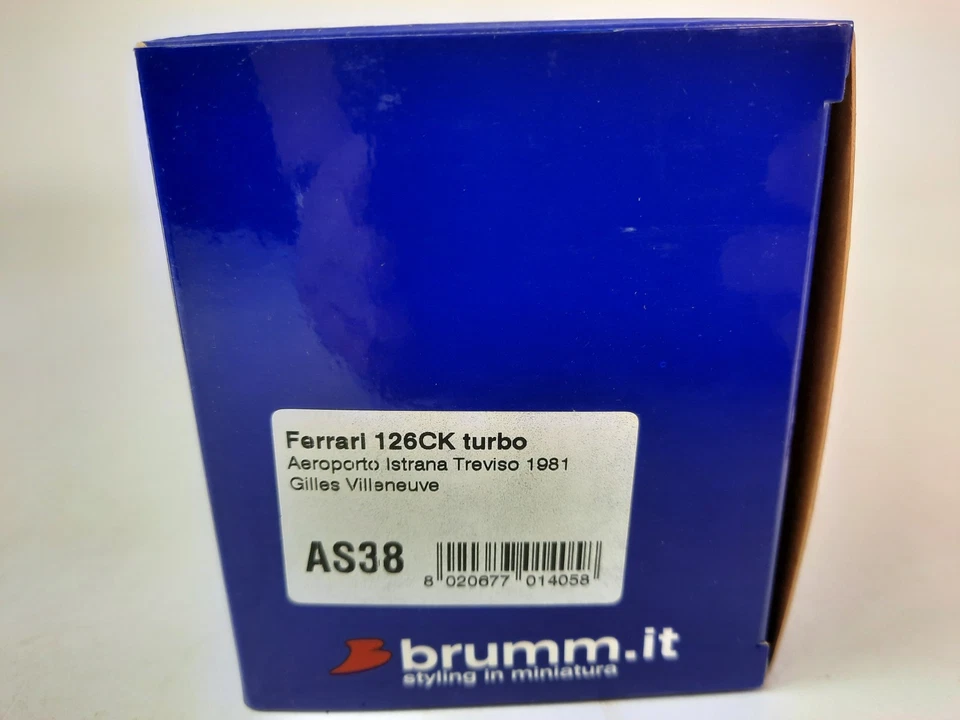 Ferrari 126CK turbo
Aeroporto Istrana Treviso 1981
Gilles Villeneuve
AS38
8 020677 014058
brumm.it
styling in miniatura